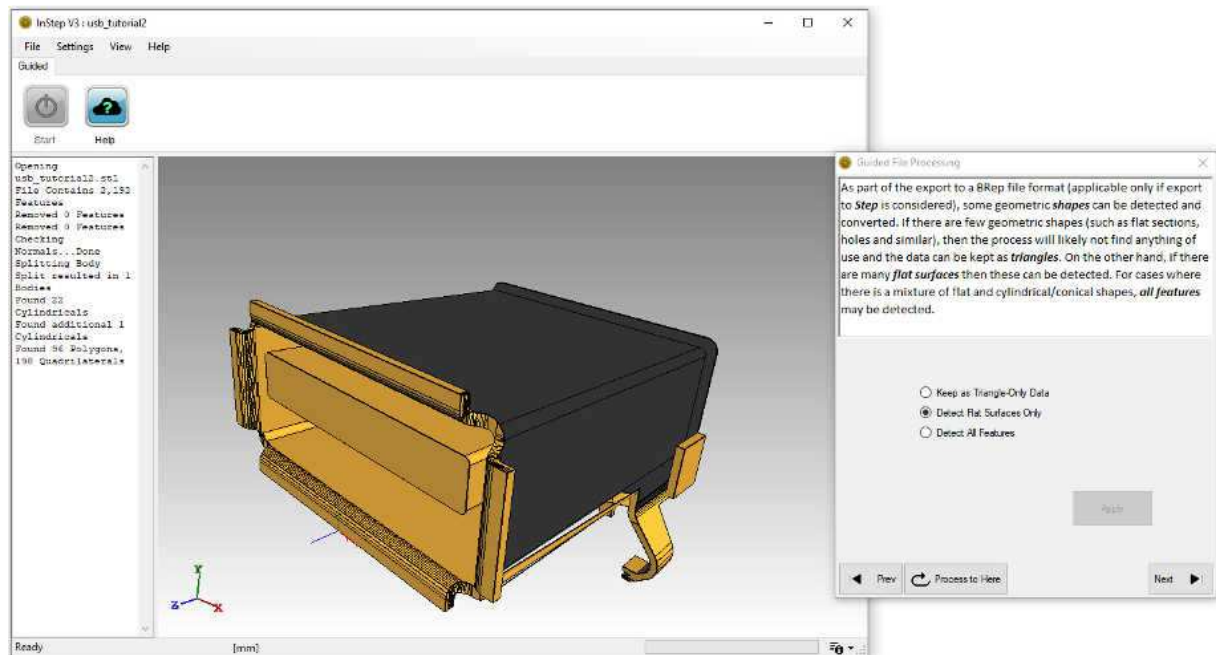 InStep V3 : usb_tutorial2
File Settings View Help
Guided
Start Help
Opening
usb_tutorial2.stl
File Contains 2,192
Features
Removed 0 Features
Removed 0 Features
Checking
Normals...Done
Splitting Body
Split resulted in 1
Bodies
Found 22
Cylindricals
Found additional 1
Cylindricals
Found 96 Polygons,
198 Quadrilaterals
Y
Z X
Ready [mm]
Guided File Processing
As part of the export to a BRep file format (applicable only if export
to Step is considered), some geometric shapes can be detected and
converted. If there are few geometric shapes (such as flat sections,
holes and similar), then the process will likely not find anything of
use and the data can be kept as triangles. On the other hand, if there
are many flat surfaces then these can be detected. For cases where
there is a mixture of flat and cylindrical/conical shapes, all features
may be detected.
Keep as Triangle-Only Data
Detect Flat Surfaces Only
Detect All Features
Apply
Prev Process to Here Next